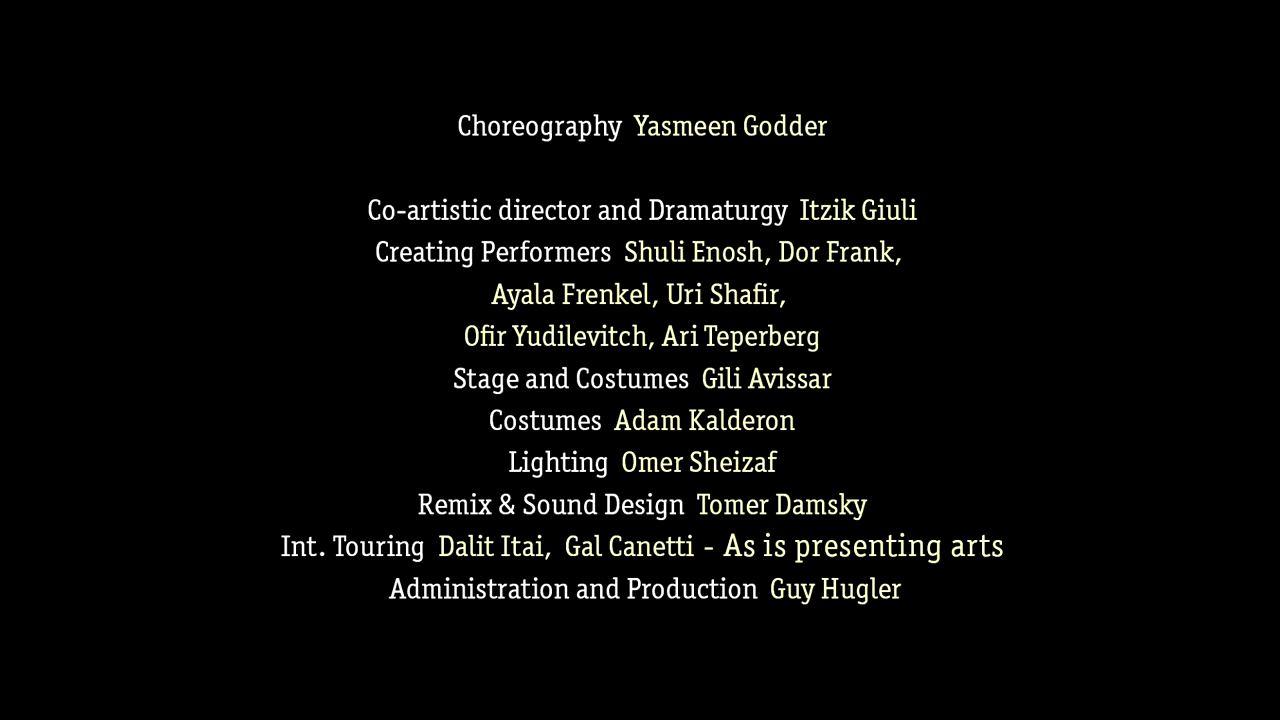 Choreography Yasmeen Godder
Co-artistic director and Dramaturgy Itzik Giuli
Creating Performers Shuli Enosh, Dor Frank,
Ayala Frenkel, Uri Shafir,
Ofir Yudilevitch, Ari Teperberg
Stage and Costumes Gili Avissar
Costumes Adam Kalderon
Lighting Omer Sheizaf
Remix & Sound Design Tomer Damsky
Int. Touring Dalit Itai, Gal Canetti - As is presenting arts
Administration and Production Guy Hugler